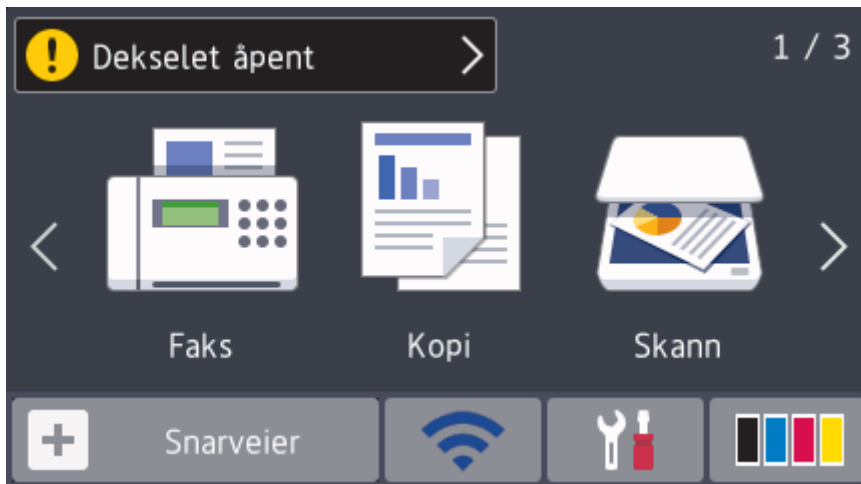 Dekselet åpent
1 / 3
Faks
Kopi
Skann
Snarveier